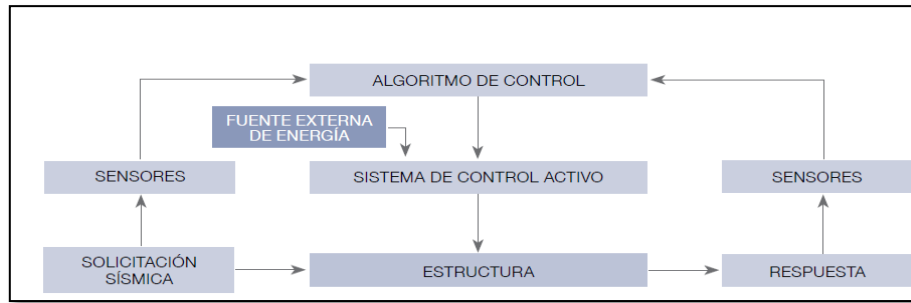 ALGORITMO DE CONTROL
FUENTE EXTERNA
DE ENERGÍA
SENSORES
SISTEMA DE CONTROL ACTIVO
SENSORES
SOLICITACIÓN
SÍSMICA
ESTRUCTURA
RESPUESTA